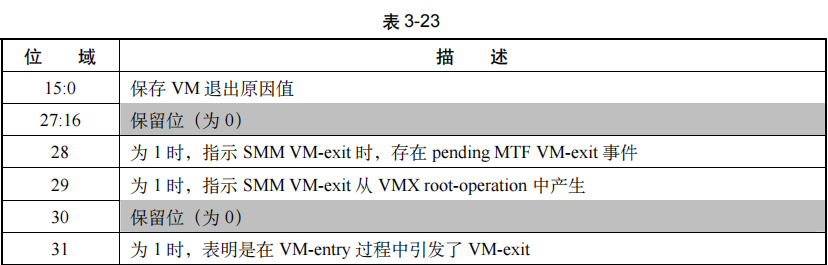 表 3-23
位 域 描 述
15:0 保存 VM 退出原因值
27:16 保留位（为 0）
28 为 1 时，指示 SMM VM-exit 时，存在 pending MTF VM-exit 事件
29 为 1 时，指示 SMM VM-exit 从 VMX root-operation 中产生
30 保留位（为 0）
31 为 1 时，表明是在 VM-entry 过程中引发了 VM-exit